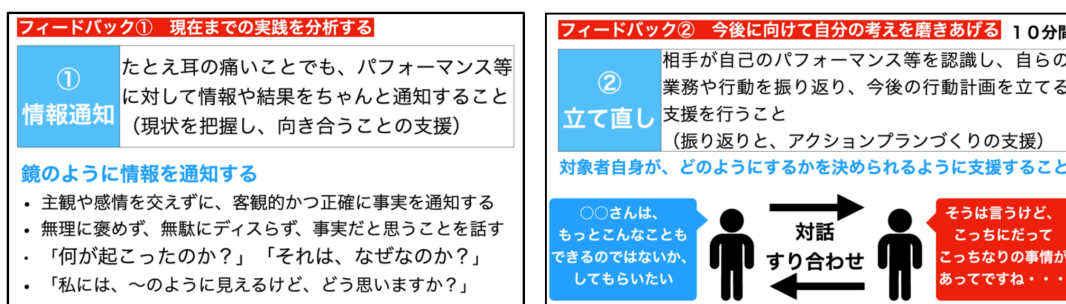 フィードバック① 現在までの実践を分析する
①
情報通知
たとえ耳の痛いことでも、パフォーマンス等
に対して情報や結果をちゃんと通知すること
（現状を把握し、向き合うことの支援）
鏡のように情報を通知する
• 主観や感情を交えずに、客観的かつ正確に事実を通知する
• 無理に褒めず、無駄にディスらず、事実だと思うことを話す
• 「何が起こったのか？」「それは、なぜなのか？」
• 「私には、〜のように見えるけど、どう思いますか？」
フィードバック② 今後に向けて自分の考えを磨きあげる １０分間
②
立て直し
相手が自己のパフォーマンス等を認識し、自らの
業務や行動を振り返り、今後の行動計画を立てる
支援を行うこと
（振り返りと、アクションプランづくりの支援）
対象者自身が、どのようにするかを決められるように支援すること
○○さんは、
もっとこんなことも
できるのではないか、
してもらいたい
対話
すり合わせ
そうは言うけど、
こっちにだって
こっちなりの事情が
あってですね・・・